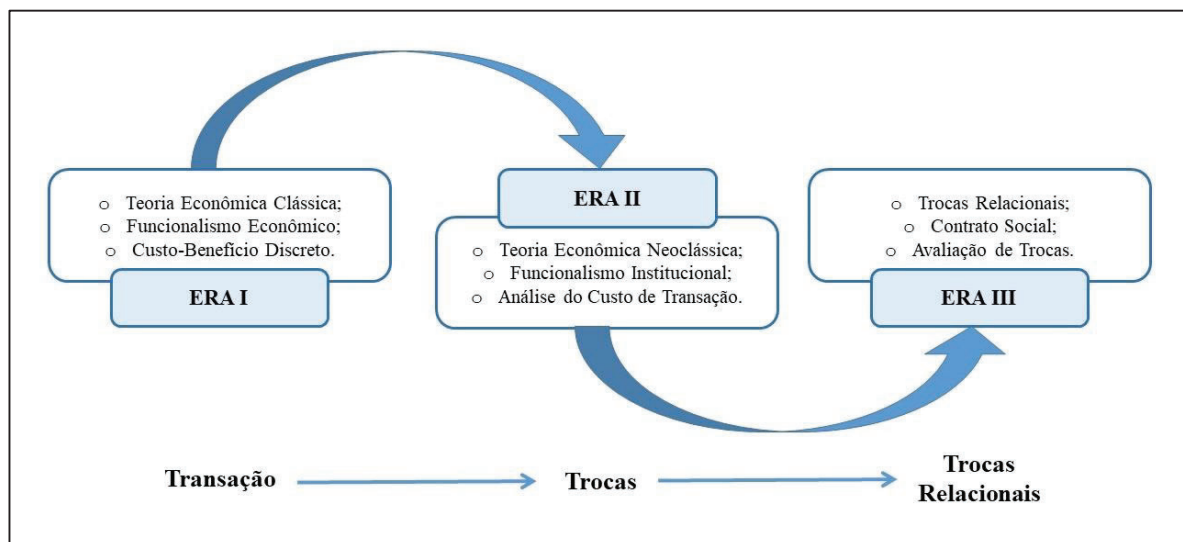 Teoria Econômica Clássica;
Funcionalismo Econômico;
Custo-Benefício Discreto.
ERA I
ERA II
Teoria Econômica Neoclássica;
Funcionalismo Institucional;
Análise do Custo de Transação.
Trocas Relacionais;
Contrato Social;
Avaliação de Trocas.
ERA III
Transação
Trocas
Trocas
Relacionais